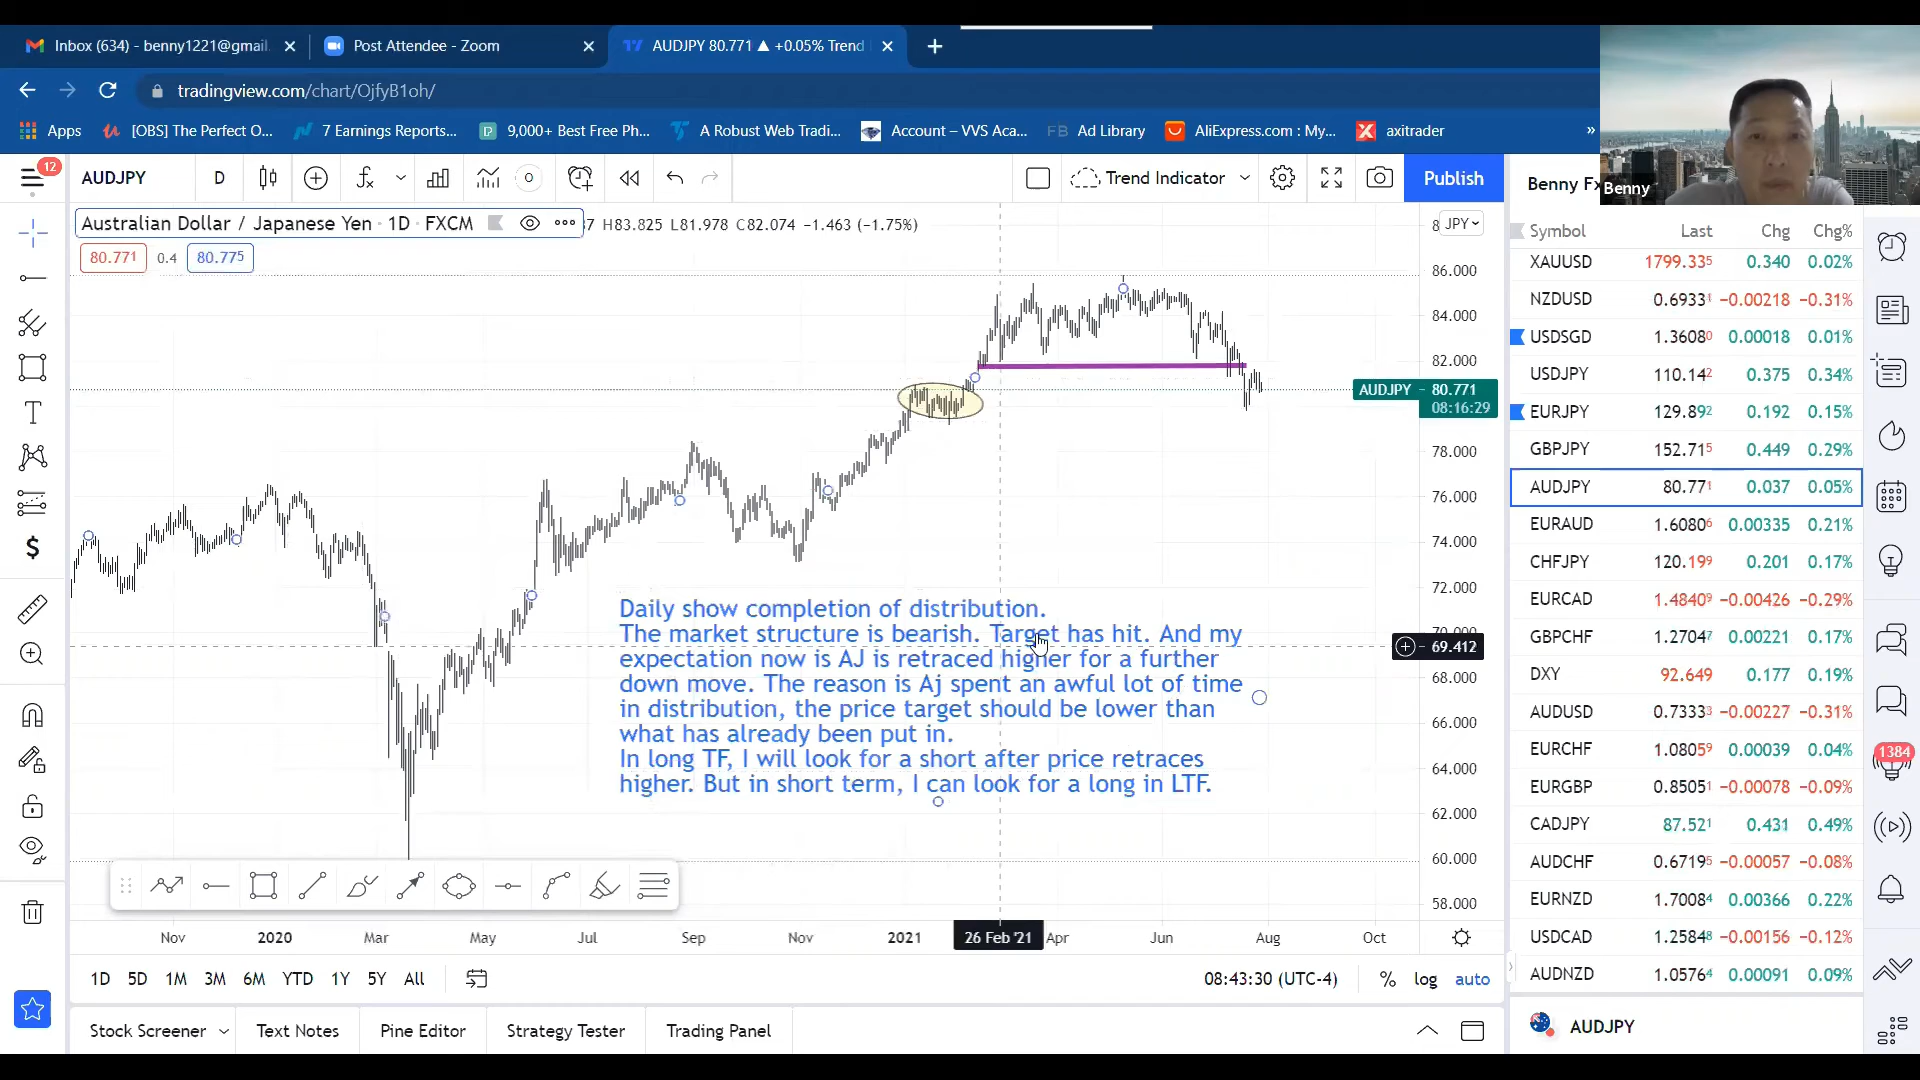 Inbox (634) - benny1221@gmail.
Post Attendee - Zoom
AUDJPY 80.771 ▲ +0.05% Trend
tradingview.com/chart/OjfyB1oh/
Apps
[OBS] The Perfect O...
7 Earnings Reports...
9,000+ Best Free Ph...
A Robust Web Tradi...
Account – VVS Aca...
FB Ad Library
AliExpress.com : My...
axitrader
»
Benny
12
AUDJPY
D
Trend Indicator
Publish
Benny Fx
Australian Dollar / Japanese Yen · 1D · FXCM
7 H83.825 L81.978 C82.074 −1.463 (−1.75%)
JPY
80.771 0.4 80.775
86.000
84.000
82.000
AUDJPY 80.771
08:16:29
78.000
76.000
74.000
72.000
70.000
69.412
68.000
66.000
64.000
62.000
60.000
58.000
Daily show completion of distribution.
The market structure is bearish. Target has hit. And my
expectation now is AJ is retraced higher for a further
down move. The reason is Aj spent an awful lot of time
in distribution, the price target should be lower than
what has already been put in.
In long TF, I will look for a short after price retraces
higher. But in short term, I can look for a long in LTF.
Nov 2020 Mar May Jul Sep Nov 2021 26 Feb '21 Apr Jun Aug Oct
1D 5D 1M 3M 6M YTD 1Y 5Y All
08:43:30 (UTC-4) % log auto
Stock Screener Text Notes Pine Editor Strategy Tester Trading Panel
Symbol Last Chg Chg%
XAUUSD 1799.335 0.340 0.02%
NZDUSD 0.69331 −0.00218 −0.31%
USDSGD 1.36080 0.00018 0.01%
USDJPY 110.142 0.375 0.34%
EURJPY 129.892 0.192 0.15%
GBPJPY 152.715 0.449 0.29%
AUDJPY 80.771 0.037 0.05%
EURAUD 1.60806 0.00335 0.21%
CHFJPY 120.199 0.201 0.17%
EURCAD 1.48409 −0.00426 −0.29%
GBPCHF 1.27047 0.00221 0.17%
DXY 92.649 0.177 0.19%
AUDUSD 0.73333 −0.00227 −0.31%
EURCHF 1.08059 0.00039 0.04%
EURGBP 0.85051 −0.00078 −0.09%
CADJPY 87.521 0.431 0.49%
AUDCHF 0.67195 −0.00057 −0.08%
EURNZD 1.70084 0.00366 0.22%
USDCAD 1.25848 −0.00156 −0.12%
AUDNZD 1.05764 0.00091 0.09%
AUDJPY
1384